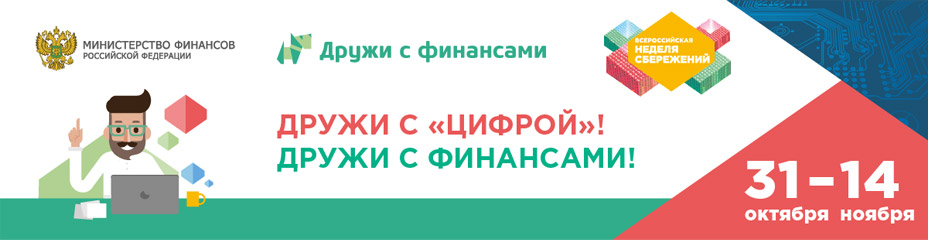 МИНИСТЕРСТВО ФИНАНСОВ
РОССИЙСКОЙ ФЕДЕРАЦИИ
Дружи с финансами
ВСЕРОССИЙСКАЯ
НЕДЕЛЯ
СБЕРЕЖЕНИЙ
ДРУЖИ С «ЦИФРОЙ»!
ДРУЖИ С ФИНАНСАМИ!
31–14
октября ноября